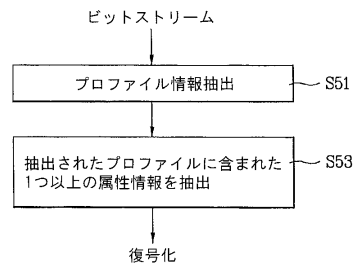 ビットストリーム
プロファイル情報抽出
S51
抽出されたプロファイルに含まれた
1つ以上の属性情報を抽出
S53
復号化